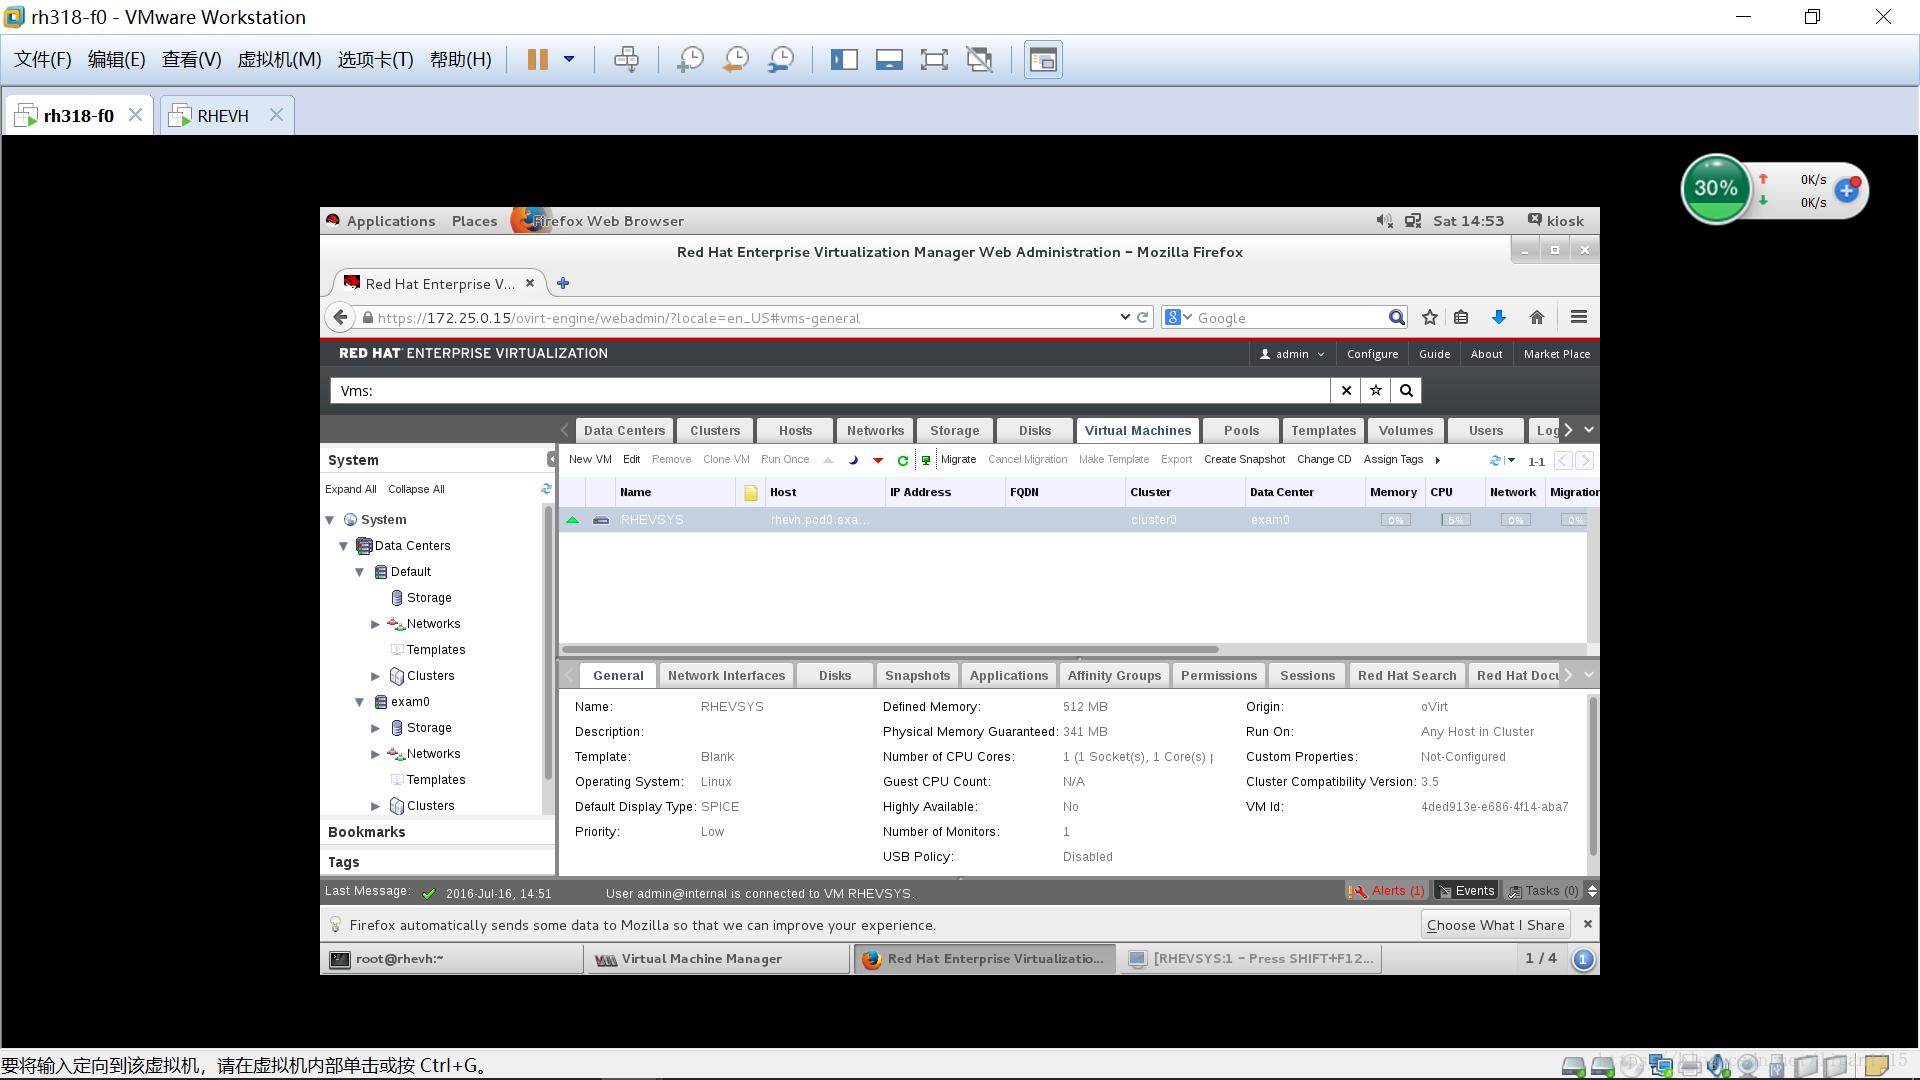 rh318-f0 - VMware Workstation
文件(F) 编辑(E) 查看(V) 虚拟机(M) 选项卡(T) 帮助(H)
rh318-f0 RHEVH
30% 0K/s
0K/s
Applications Places Firefox Web Browser Sat 14:53 kiosk
Red Hat Enterprise Virtualization Manager Web Administration - Mozilla Firefox
Red Hat Enterprise V...
https://172.25.0.15/ovirt-engine/webadmin/?locale=en_US#vms-general Google
RED HAT ENTERPRISE VIRTUALIZATION admin Configure Guide About Market Place
Vms:
Data Centers Clusters Hosts Networks Storage Disks Virtual Machines Pools Templates Volumes Users Log
System New VM Edit Remove Clone VM Run Once Migrate Cancel Migration Make Template Export Create Snapshot Change CD Assign Tags 1-1
Expand All Collapse All Name Host IP Address FQDN Cluster Data Center Memory CPU Network Migration
System RHEVSYS rhevh.pod0.exa... cluster0 exam0 0% 5% 0% 0%
Data Centers
Default
Storage
Networks
Templates
Clusters
exam0
Storage
Networks
Templates
Clusters
Bookmarks
Tags
General Network Interfaces Disks Snapshots Applications Affinity Groups Permissions Sessions Red Hat Search Red Hat Docu
Name: RHEVSYS Defined Memory: 512 MB Origin: oVirt
Description: Physical Memory Guaranteed: 341 MB Run On: Any Host in Cluster
Template: Blank Number of CPU Cores: 1 (1 Socket(s), 1 Core(s) p Custom Properties: Not-Configured
Operating System: Linux Guest CPU Count: N/A Cluster Compatibility Version: 3.5
Default Display Type: SPICE Highly Available: No VM Id: 4ded913e-e686-4f14-aba7
Priority: Low Number of Monitors: 1
USB Policy: Disabled
Last Message: 2016-Jul-16, 14:51 User admin@internal is connected to VM RHEVSYS. Alerts (1) Events Tasks (0)
Firefox automatically sends some data to Mozilla so that we can improve your experience. Choose What I Share
root@rhevh:~ Virtual Machine Manager Red Hat Enterprise Virtualizatio... [RHEVSYS:1 - Press SHIFT+F12... 1 / 4 1
要将输入定向到该虚拟机，请在虚拟机内部单击或按 Ctrl+G。